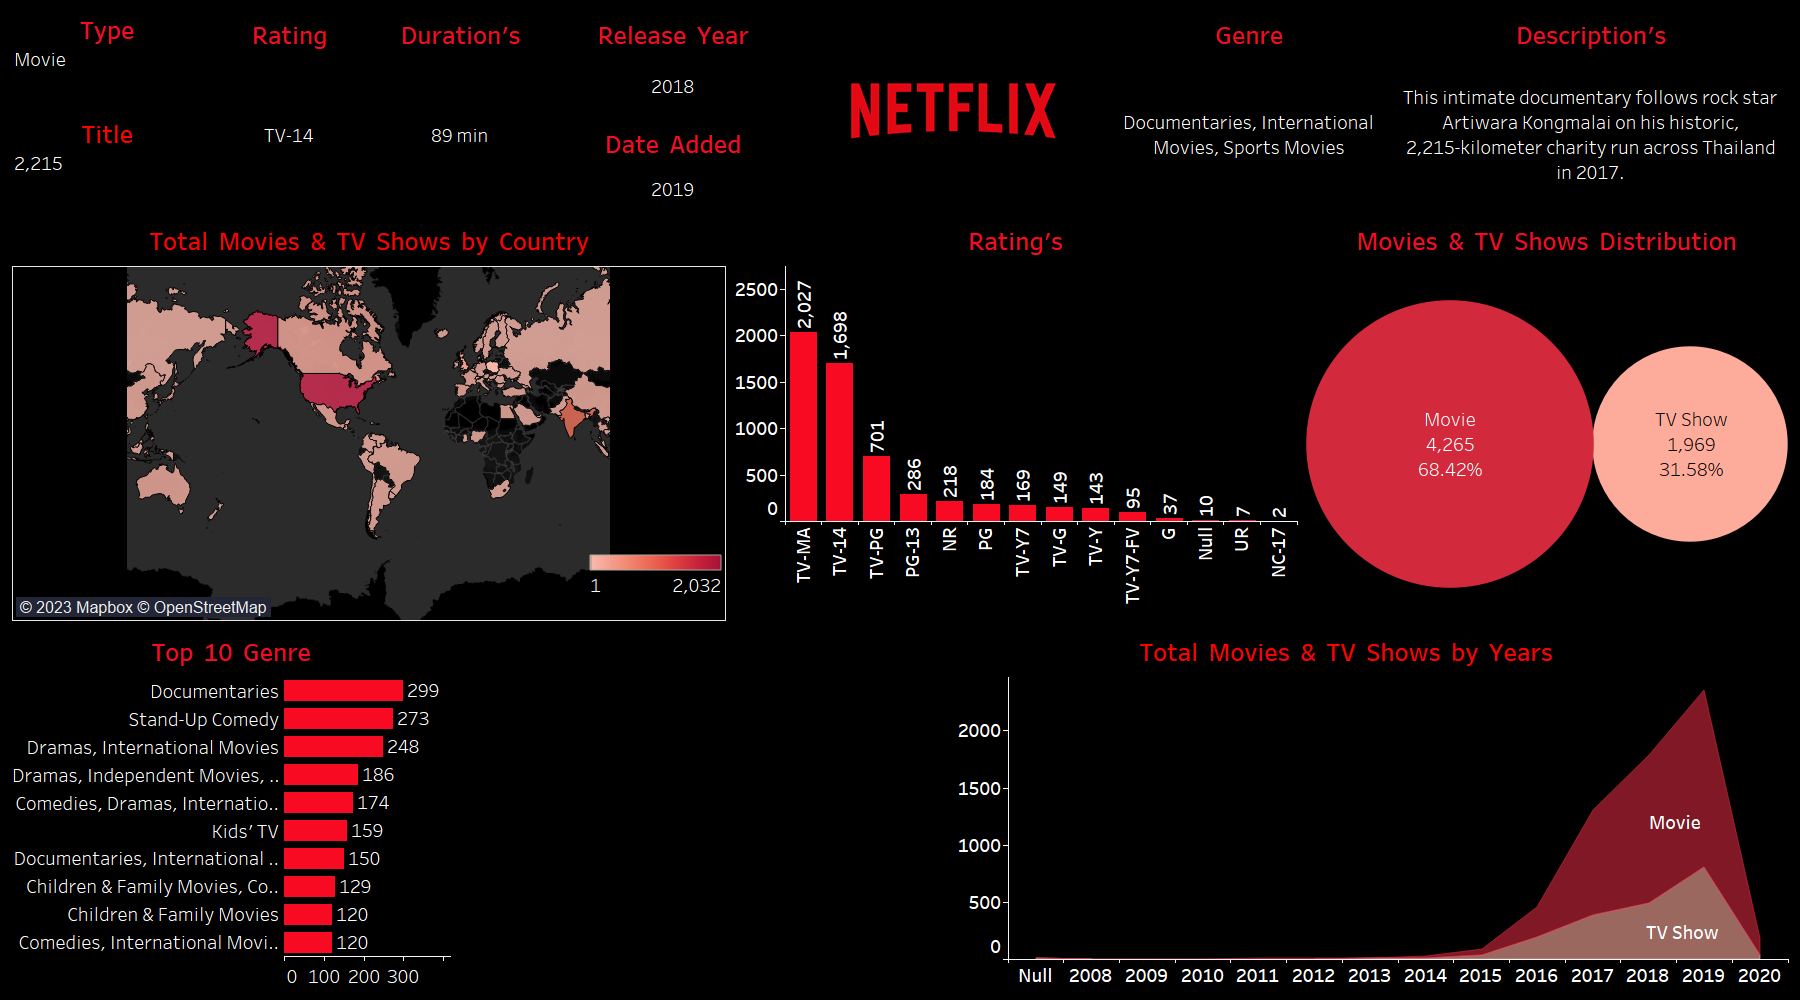 Type
Movie
Title
2,215
Rating
TV-14
Duration's
89 min
Release Year
2018
Date Added
2019
NETFLIX
Genre
Documentaries, International
Movies, Sports Movies
Description's
This intimate documentary follows rock star
Artiwara Kongmalai on his historic,
2,215-kilometer charity run across Thailand
in 2017.
Total Movies & TV Shows by Country
1
2,032
© 2023 Mapbox © OpenStreetMap
Rating's
2500
2000
1500
1000
500
0
2,027
1,698
701
286
218
184
169
149
143
95
37
10
7
2
TV-MA
TV-14
TV-PG
PG-13
NR
PG
TV-Y7
TV-G
TV-Y
TV-Y7-FV
G
Null
UR
NC-17
Movies & TV Shows Distribution
Movie
4,265
68.42%
TV Show
1,969
31.58%
Top 10 Genre
Documentaries 299
Stand-Up Comedy 273
Dramas, International Movies 248
Dramas, Independent Movies, .. 186
Comedies, Dramas, Internatio.. 174
Kids' TV 159
Documentaries, International .. 150
Children & Family Movies, Co.. 129
Children & Family Movies 120
Comedies, International Movi.. 120
0 100 200 300
Total Movies & TV Shows by Years
2000
1500
1000
500
0
Movie
TV Show
Null 2008 2009 2010 2011 2012 2013 2014 2015 2016 2017 2018 2019 2020